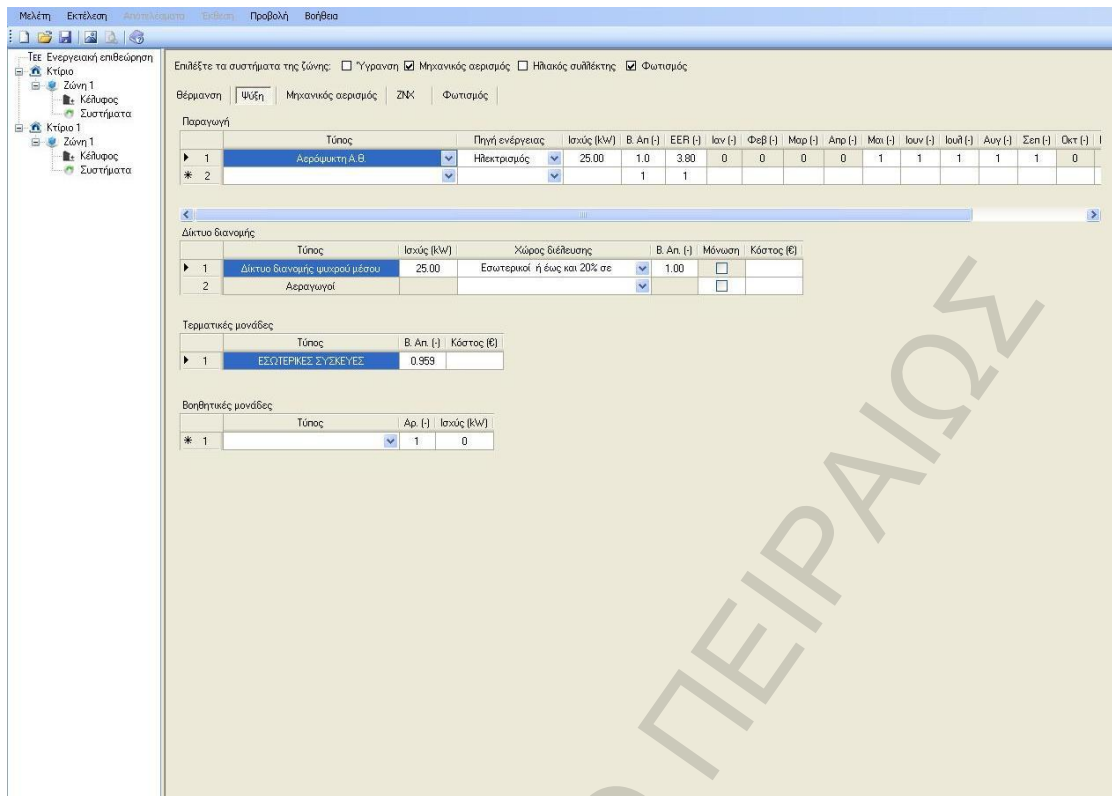 Μελέτη Εκτέλεση Αποτελέσματα Έκθεση Προβολή Βοήθεια
ΤΕΕ Ενεργειακή επιθεώρηση
Κτίριο
Ζώνη 1
Κέλυφος
Συστήματα
Κτίριο 1
Ζώνη 1
Κέλυφος
Συστήματα
Επιλέξτε τα συστήματα της ζώνης: Ύγρανση Μηχανικός αερισμός Ηλιακός συλλέκτης Φωτισμός
Θέρμανση Ψύξη Μηχανικός αερισμός ΖΝΧ Φωτισμός
Παραγωγή
Τύπος Πηγή ενέργειας Ισχύς (kW) Β. Απ (-) EER (-) Ιαν (-) Φεβ (-) Μαρ (-) Απρ (-) Μαι (-) Ιουν (-) Ιουλ (-) Αυγ (-) Σεπ (-) Οκτ (-)
1 Αερόψυκτη Α.Θ. Ηλεκτρισμός 25.00 1.0 3.80 0 0 0 0 1 1 1 1 1 0
* 2 1 1
Δίκτυο διανομής
Τύπος Ισχύς (kW) Χώρος διέλευσης Β. Απ. (-) Μόνωση Κόστος (€)
1 Δίκτυο διανομής ψυχρού μέσου 25.00 Εσωτερικοί ή έως και 20% σε 1.00
2 Αεραγωγοί
Τερματικές μονάδες
Τύπος Β. Απ. (-) Κόστος (€)
1 ΕΣΩΤΕΡΙΚΕΣ ΣΥΣΚΕΥΕΣ 0.959
Βοηθητικές μονάδες
Τύπος Αρ. (-) Ισχύς (kW)
* 1 1 0
ΠΕΙΡΑΙΩΣ